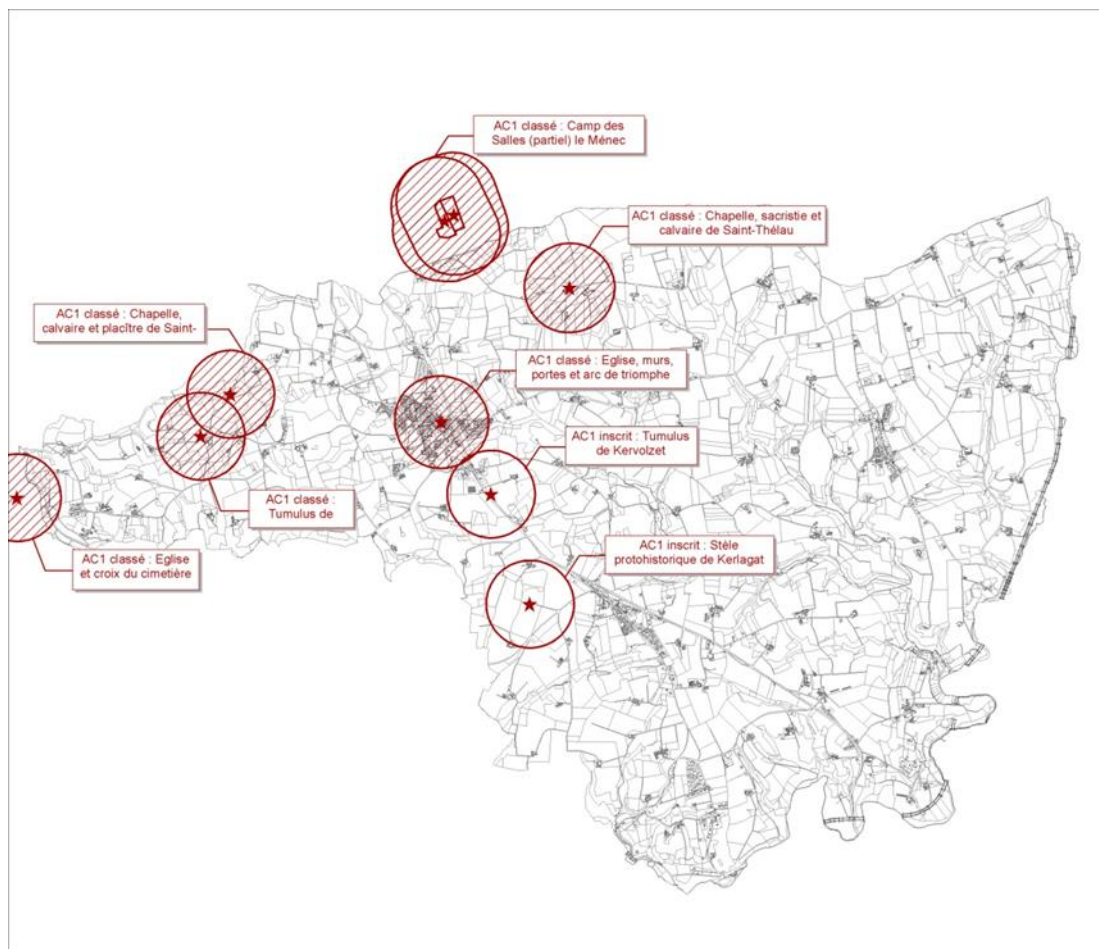 AC1 classé : Camp des
Salles (partiel) le Ménec
AC1 classé : Chapelle, sacristie et
calvaire de Saint-Thélau
AC1 classé : Chapelle,
calvaire et placître de Saint-
AC1 classé : Eglise, murs,
portes et arc de triomphe
AC1 inscrit : Tumulus
de Kervolzet
AC1 classé :
Tumulus de
AC1 inscrit : Stèle
protohistorique de Kerlagat
AC1 classé : Eglise
et croix du cimetière